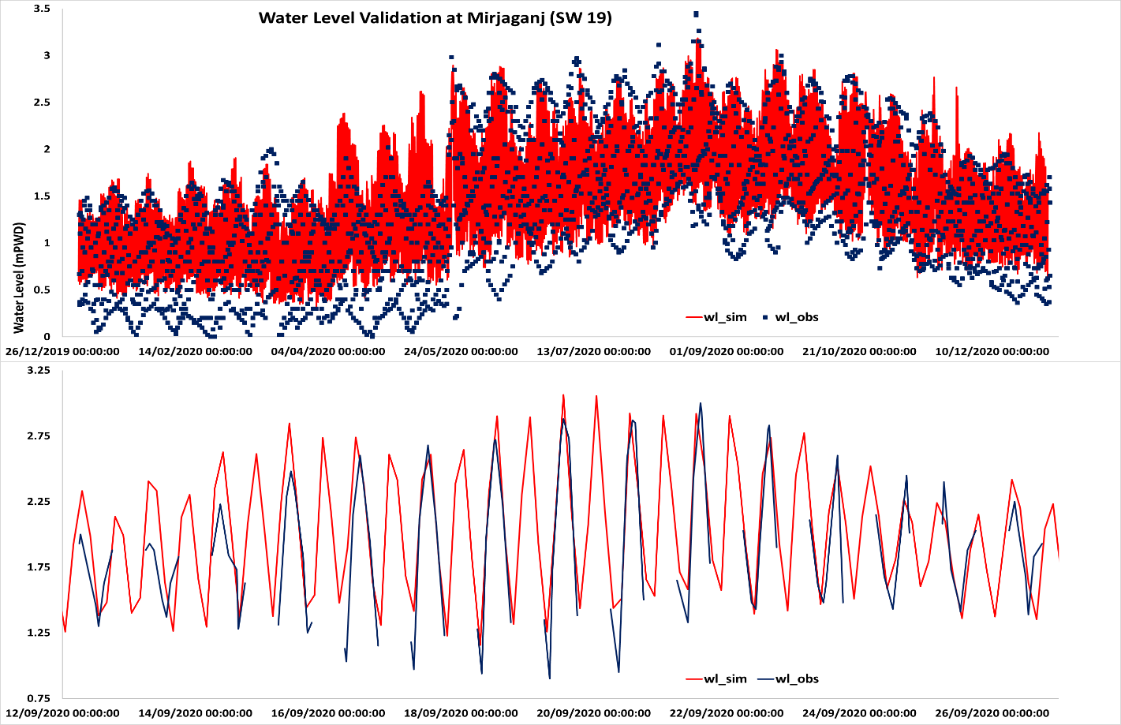 Water Level Validation at Mirjaganj (SW 19)
Water Level (mPWD)
3.5
3
2.5
2
1.5
1
0.5
0
wl_sim wl_obs
26/12/2019 00:00:00 14/02/2020 00:00:00 04/04/2020 00:00:00 24/05/2020 00:00:00 13/07/2020 00:00:00 01/09/2020 00:00:00 21/10/2020 00:00:00 10/12/2020 00:00:00
3.25
2.75
2.25
1.75
1.25
0.75
wl_sim wl_obs
12/09/2020 00:00:00 14/09/2020 00:00:00 16/09/2020 00:00:00 18/09/2020 00:00:00 20/09/2020 00:00:00 22/09/2020 00:00:00 24/09/2020 00:00:00 26/09/2020 00:00:00